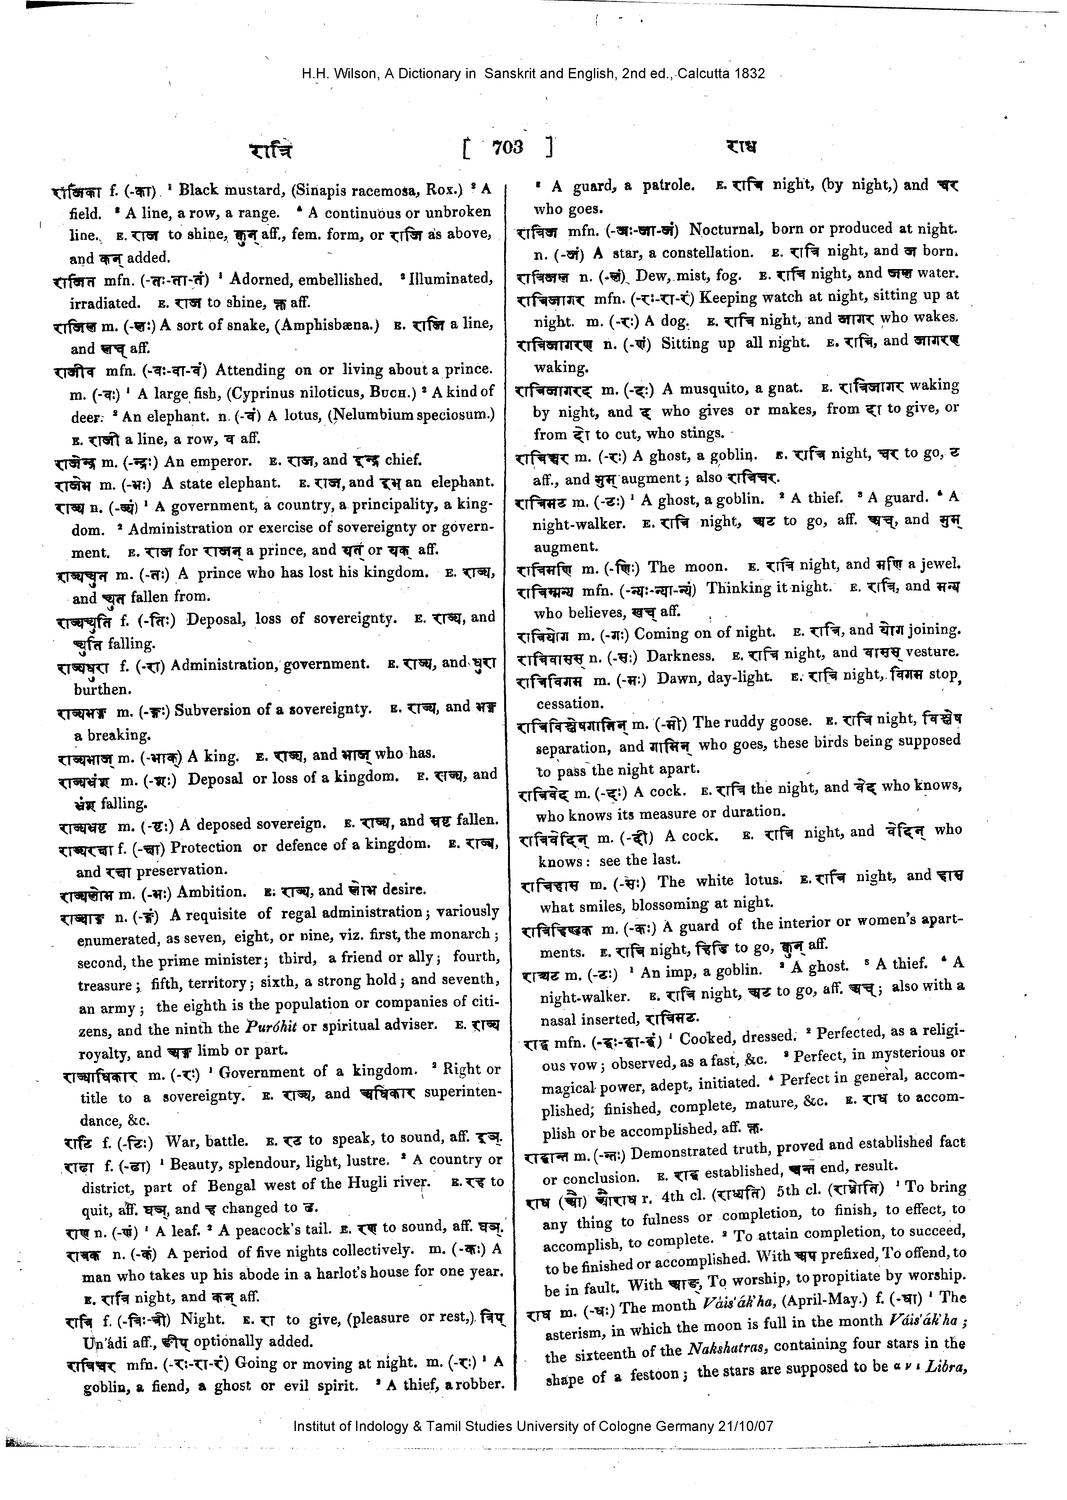 H.H. Wilson, A Dictionary in Sanskrit and English, 2nd ed., Calcutta 1832
रात्रि [ 703 ] राध
राजिका f. (-का) ¹ Black mustard, (Sinapis racemosa, Rox.) ² A
field. ³ A line, a row, a range. ⁴ A continuous or unbroken
line. E. राज to shine, कुन् aff., fem. form, or राजि as above,
and कन् added.
राजित mfn. (-तः-ता-तं) ¹ Adorned, embellished. ² Illuminated,
irradiated. E. राज to shine, क्त aff.
राजिल m. (-लः) A sort of snake, (Amphisbæna.) E. राजि a line,
and लच् aff.
राजीव mfn. (-वः-वा-वं) Attending on or living about a prince.
m. (-वः) ¹ A large fish, (Cyprinus niloticus, BUCH.) ² A kind of
deer. ³ An elephant. n. (-वं) A lotus, (Nelumbium speciosum.)
E. राजी a line, a row, व aff.
राजेन्द्र m. (-न्द्रः) An emperor. E. राज, and इन्द्र chief.
राजेभ m. (-भः) A state elephant. E. राज, and इभ an elephant.
राज्य n. (-ज्यं) ¹ A government, a country, a principality, a king-
dom. ² Administration or exercise of sovereignty or govern-
ment. E. राज for राजन् a prince, and यत् or यक् aff.
राज्यच्युत m. (-तः) A prince who has lost his kingdom. E. राज्य,
and च्युत fallen from.
राज्यच्युति f. (-तिः) Deposal, loss of sovereignty. E. राज्य, and
च्युति falling.
राज्यधुरा f. (-रा) Administration, government. E. राज्य, and धुरा
burthen.
राज्यभङ्ग m. (-ङ्गः) Subversion of a sovereignty. E. राज्य, and भङ्ग
a breaking.
राज्यभाज् m. (-भाक्) A king. E. राज्य, and भाज् who has.
राज्यभ्रंश m. (-शः) Deposal or loss of a kingdom. E. राज्य, and
भ्रंश falling.
राज्यभ्रष्ट m. (-ष्टः) A deposed sovereign. E. राज्य, and भ्रष्ट fallen.
राज्यरक्षा f. (-क्षा) Protection or defence of a kingdom. E. राज्य,
and रक्षा preservation.
राज्यलोभ m. (-भः) Ambition. E. राज्य, and लोभ desire.
राज्याङ्ग n. (-ङ्गं) A requisite of regal administration; variously
enumerated, as seven, eight, or nine, viz. first, the monarch;
second, the prime minister; third, a friend or ally; fourth,
treasure; fifth, territory; sixth, a strong hold; and seventh,
an army; the eighth is the population or companies of citi-
zens, and the ninth the Puróhit or spiritual adviser. E. राज्य
royalty, and अङ्ग limb or part.
राज्याधिकार m. (-रः) ¹ Government of a kingdom. ² Right or
title to a sovereignty. E. राज्य, and अधिकार superinten-
dance, &c.
राटि f. (-टिः) War, battle. E. रट to speak, to sound, aff. इञ्.
राढा f. (-ढा) ¹ Beauty, splendour, light, lustre. ² A country or
district, part of Bengal west of the Hugli river. E. रह to
quit, aff. घञ्, and ह changed to ढ.
राण n. (-णं) ¹ A leaf. ² A peacock's tail. E. रण to sound, aff. घञ्.
रात्रक n. (-कं) A period of five nights collectively. m. (-कः) A
man who takes up his abode in a harlot's house for one year.
E. रात्रि night, and कन् aff.
रात्रि f. (-त्रिः-त्री) Night. E. रा to give, (pleasure or rest,) त्रिप्
Un'ádi aff., ङीप् optionally added.
रात्रिचर mfn. (-रः-रा-रं) Going or moving at night. m. (-रः) ¹ A
goblin, a fiend, a ghost or evil spirit. ² A thief, a robber.
³ A guard, a patrole. E. रात्रि night, (by night,) and चर
who goes.
रात्रिज mfn. (-जः-जा-जं) Nocturnal, born or produced at night.
n. (-जं) A star, a constellation. E. रात्रि night, and ज born.
रात्रिजल n. (-लं) Dew, mist, fog. E. रात्रि night, and जल water.
रात्रिजागर mfn. (-रः-रा-रं) Keeping watch at night, sitting up at
night. m. (-रः) A dog. E. रात्रि night, and जागर who wakes.
रात्रिजागरण n. (-णं) Sitting up all night. E. रात्रि, and जागरण
waking.
रात्रिजागरद m. (-दः) A musquito, a gnat. E. रात्रिजागर waking
by night, and द who gives or makes, from दा to give, or
from दो to cut, who stings.
रात्रिञ्चर m. (-रः) A ghost, a goblin. E. रात्रि night, चर to go, ट
aff., and मुम् augment; also रात्रिचर.
रात्रिमट m. (-टः) ¹ A ghost, a goblin. ² A thief. ³ A guard. ⁴ A
night-walker. E. रात्रि night, अट to go, aff. अच्, and मुम्
augment.
रात्रिमणि m. (-णिः) The moon. E. रात्रि night, and मणि a jewel.
रात्रिम्मन्य mfn. (-न्यः-न्या-न्यं) Thinking it night. E. रात्रि, and मन्य
who believes, खच् aff.
रात्रियोग m. (-गः) Coming on of night. E. रात्रि, and योग joining.
रात्रिवासस् n. (-सः) Darkness. E. रात्रि night, and वासस् vesture.
रात्रिविगम m. (-मः) Dawn, day-light. E. रात्रि night, विगम stop,
cessation.
रात्रिविश्लेषगामिन् m. (-मी) The ruddy goose. E. रात्रि night, विश्लेष
separation, and गामिन् who goes, these birds being supposed
to pass the night apart.
रात्रिवेद m. (-दः) A cock. E. रात्रि the night, and वेद who knows,
who knows its measure or duration.
रात्रिवेदिन् m. (-दी) A cock. E. रात्रि night, and वेदिन् who
knows: see the last.
रात्रिहास m. (-सः) The white lotus. E. रात्रि night, and हास
what smiles, blossoming at night.
रात्रिहिण्डक m. (-कः) A guard of the interior or women's apart-
ments. E. रात्रि night, हिडि to go, कुन् aff.
रात्र्यट m. (-टः) ¹ An imp, a goblin. ² A ghost. ³ A thief. ⁴ A
night-walker. E. रात्रि night, अट to go, aff. अच्; also with a
nasal inserted, रात्रिमट.
राद्ध mfn. (-द्धः-द्धा-द्धं) ¹ Cooked, dressed. ² Perfected, as a religi-
ous vow; observed, as a fast, &c. ³ Perfect, in mysterious or
magical power, adept, initiated. ⁴ Perfect in general, accom-
plished; finished, complete, mature, &c. E. राध to accom-
plish or be accomplished, aff. क्त.
राद्धान्त m. (-न्तः) Demonstrated truth, proved and established fact
or conclusion. E. राद्ध established, अन्त end, result.
राध (औ) औराध r. 4th cl. (राध्यति) 5th cl. (राध्नोति) ¹ To bring
any thing to fulness or completion, to finish, to effect, to
accomplish, to complete. ² To attain completion, to succeed,
to be finished or accomplished. With अप prefixed, To offend, to
be in fault. With आङ्, To worship, to propitiate by worship.
राध m. (-धः) The month Váis'ák'ha, (April-May.) f. (-धा) ¹ The
asterism, in which the moon is full in the month Váis'ák'ha;
the sixteenth of the Nakshatras, containing four stars in the
shape of a festoon; the stars are supposed to be α ν ι Libra,
Institut of Indology & Tamil Studies University of Cologne Germany 21/10/07